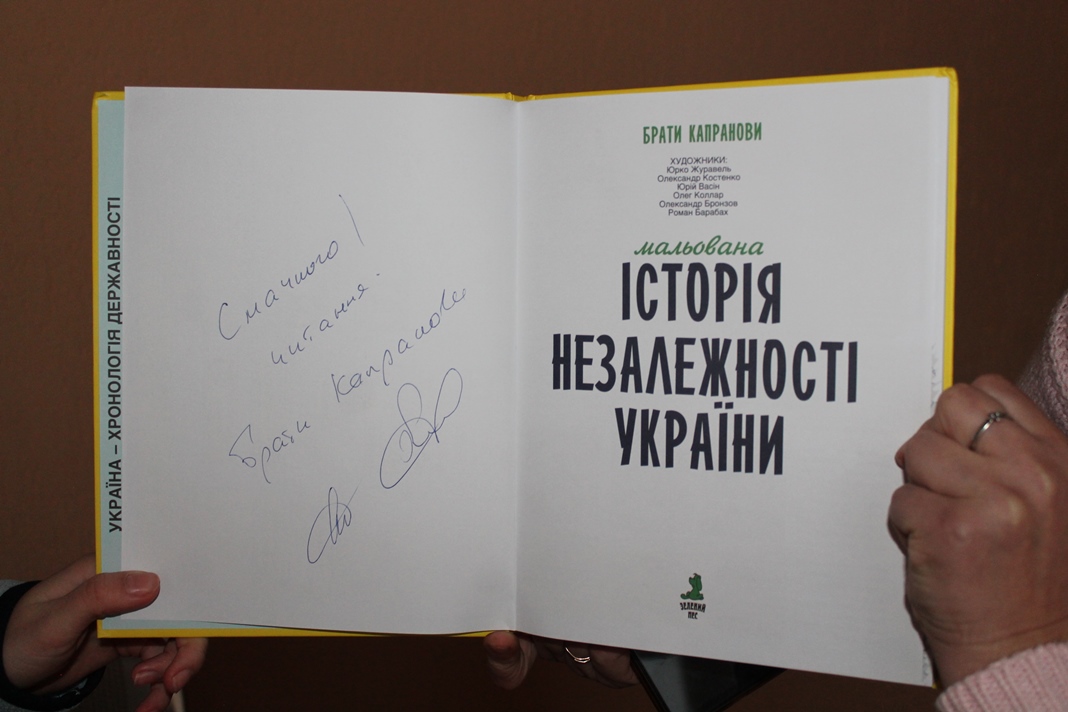 УКРАЇНА – ХРОНОЛОГІЯ ДЕРЖАВНОСТІ
Смачного!
читання!
Брати Капранови
БРАТИ КАПРАНОВИ
ХУДОЖНИКИ:
Юрко Журавель
Олександр Костенко
Юрій Васін
Олег Коллар
Олександр Бронзов
Роман Барабах
мальована
ІСТОРІЯ
НЕЗАЛЕЖНОСТІ
УКРАЇНИ
ЗЕЛЕНИЙ
ПЕС